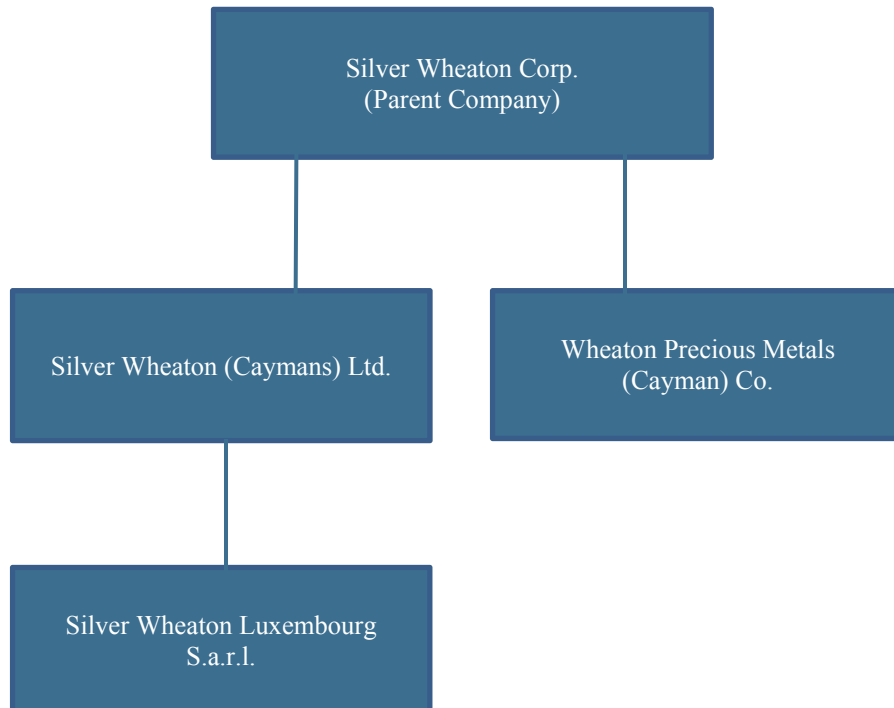 Silver Wheaton Corp.
(Parent Company)
Silver Wheaton (Caymans) Ltd.
Wheaton Precious Metals
(Cayman) Co.
Silver Wheaton Luxembourg
S.a.r.l.